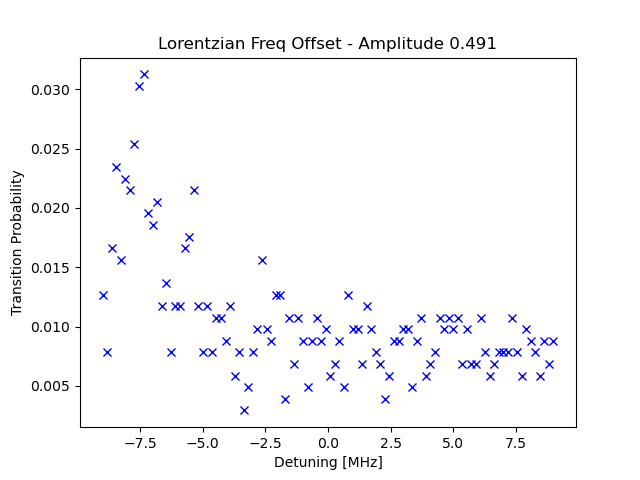 Lorentzian Freq Offset - Amplitude 0.491
0.030
0.025
0.020
0.015
0.010
0.005
Transition Probability
−7.5 −5.0 −2.5 0.0 2.5 5.0 7.5
Detuning [MHz]